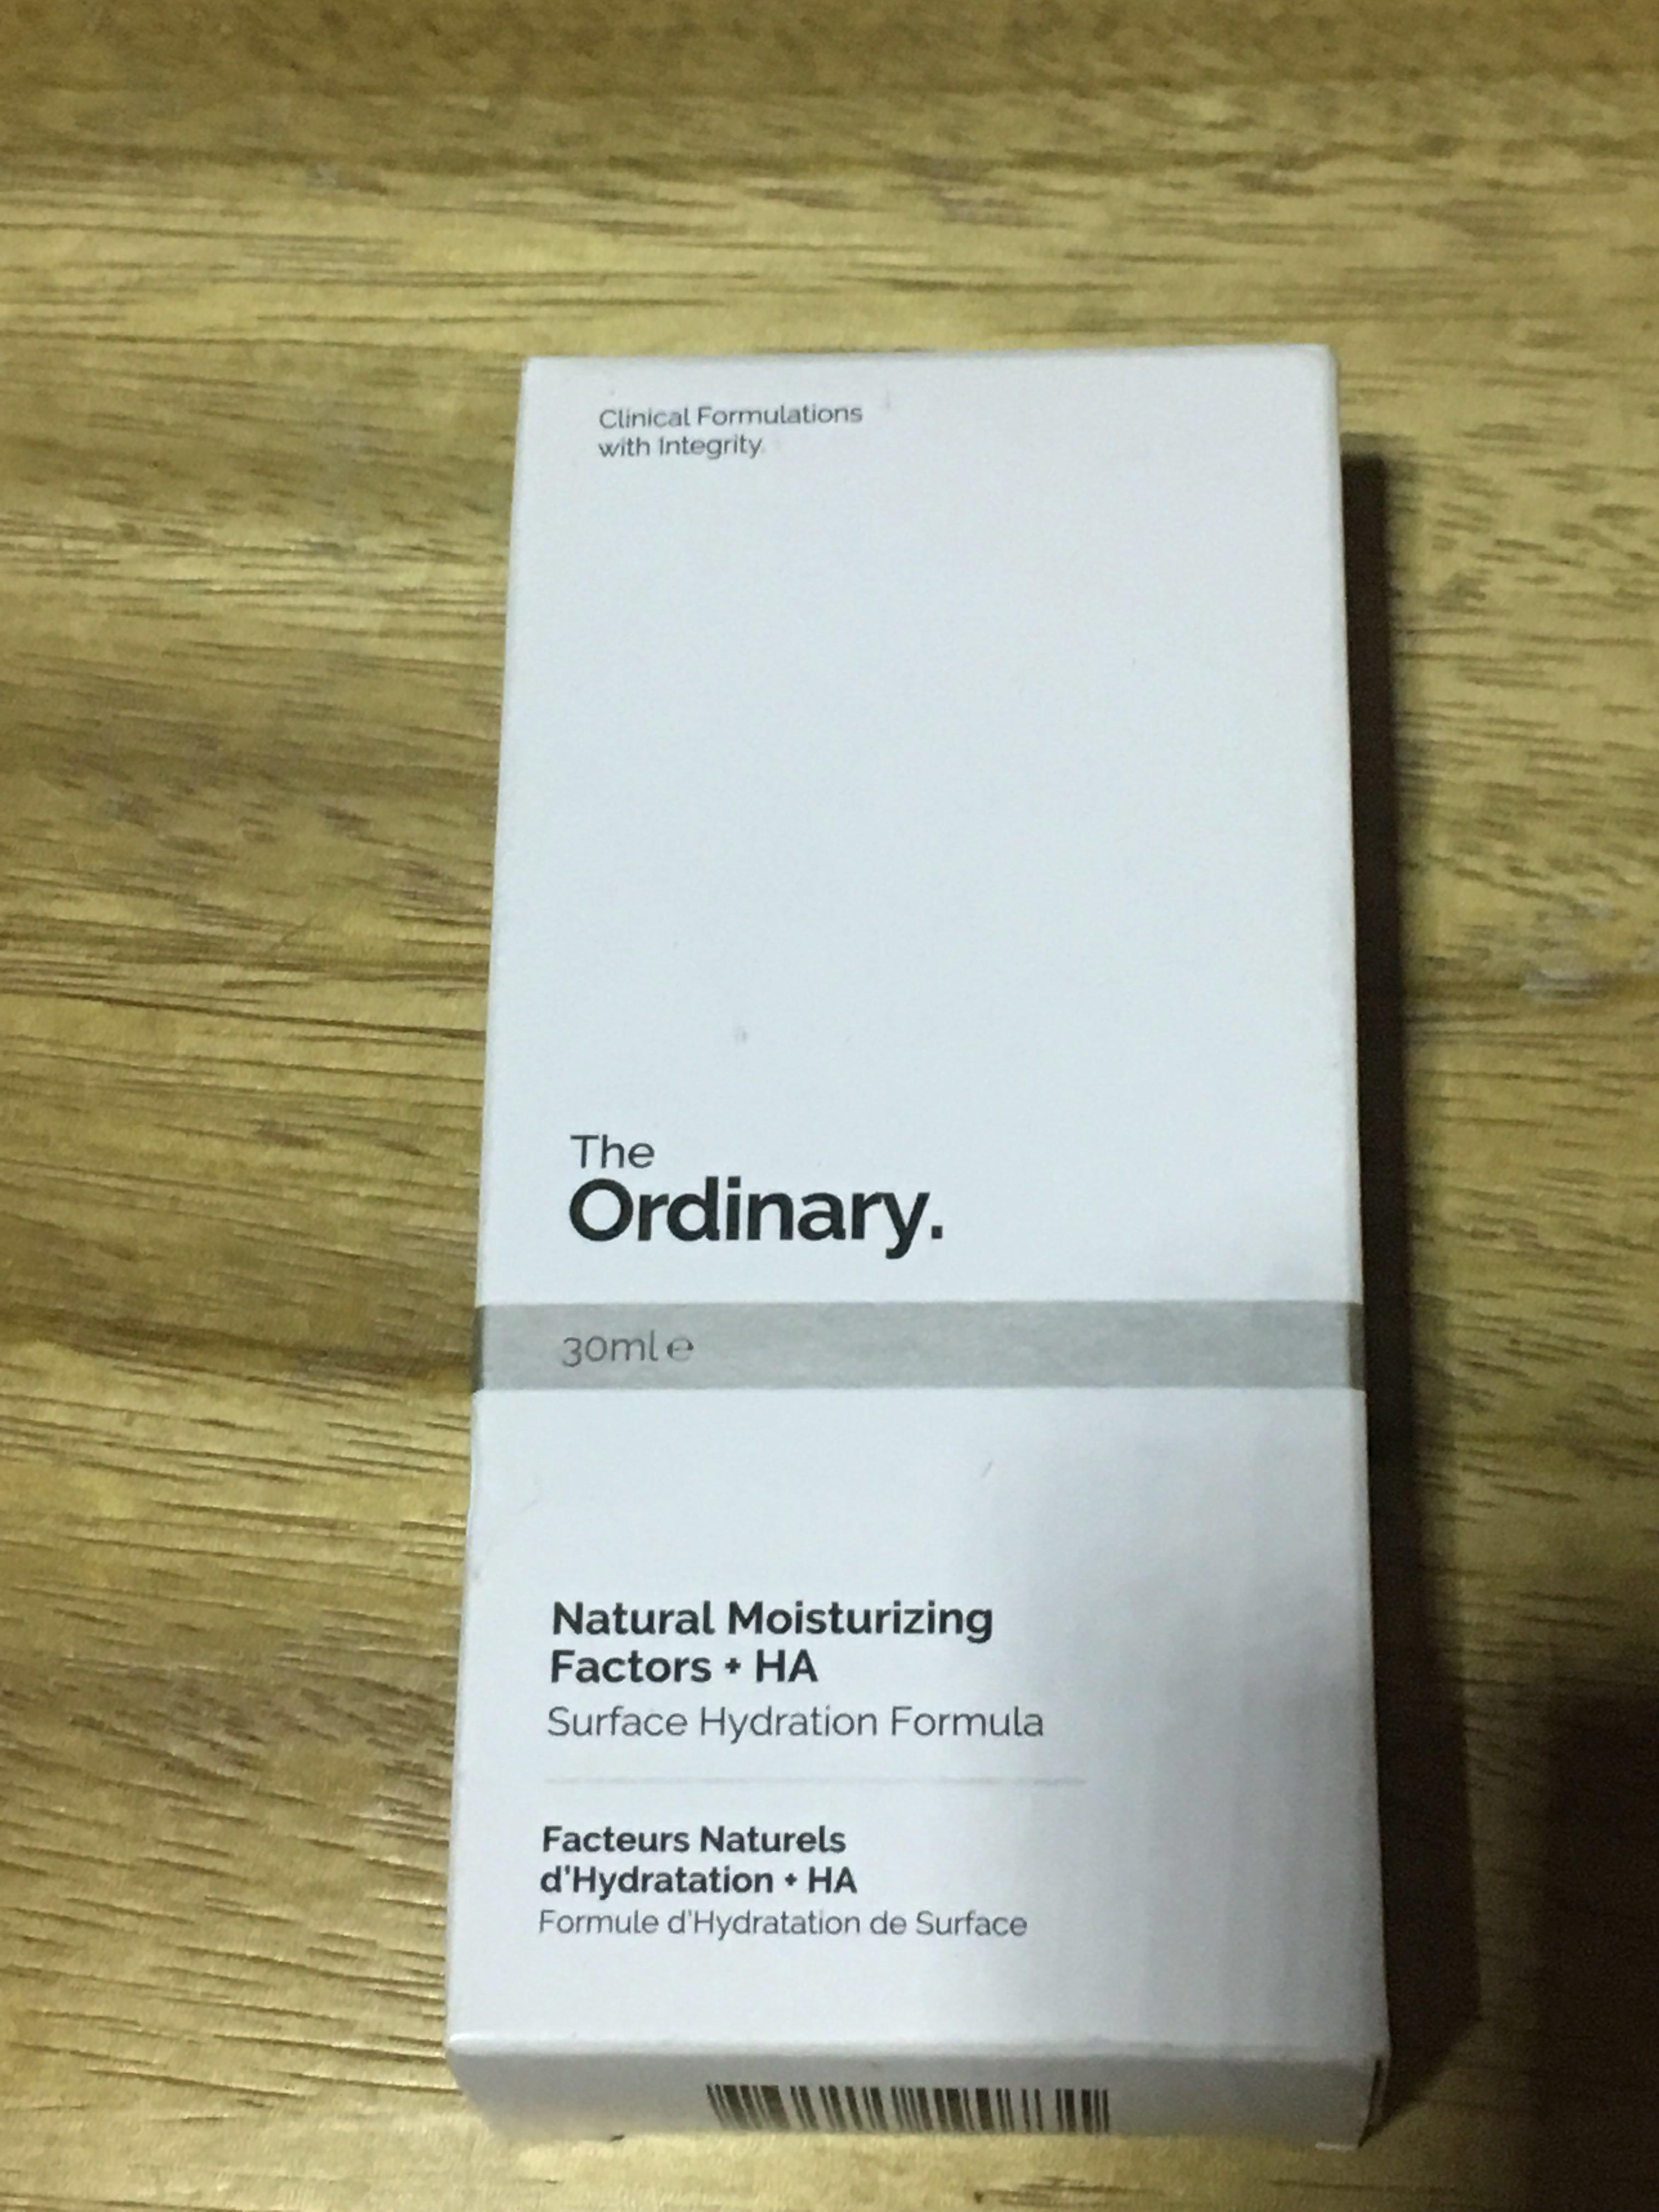 Clinical Formulations
with Integrity.
The
Ordinary.
30ml e
Natural Moisturizing
Factors + HA
Surface Hydration Formula
Facteurs Naturels
d'Hydratation + HA
Formule d'Hydratation de Surface